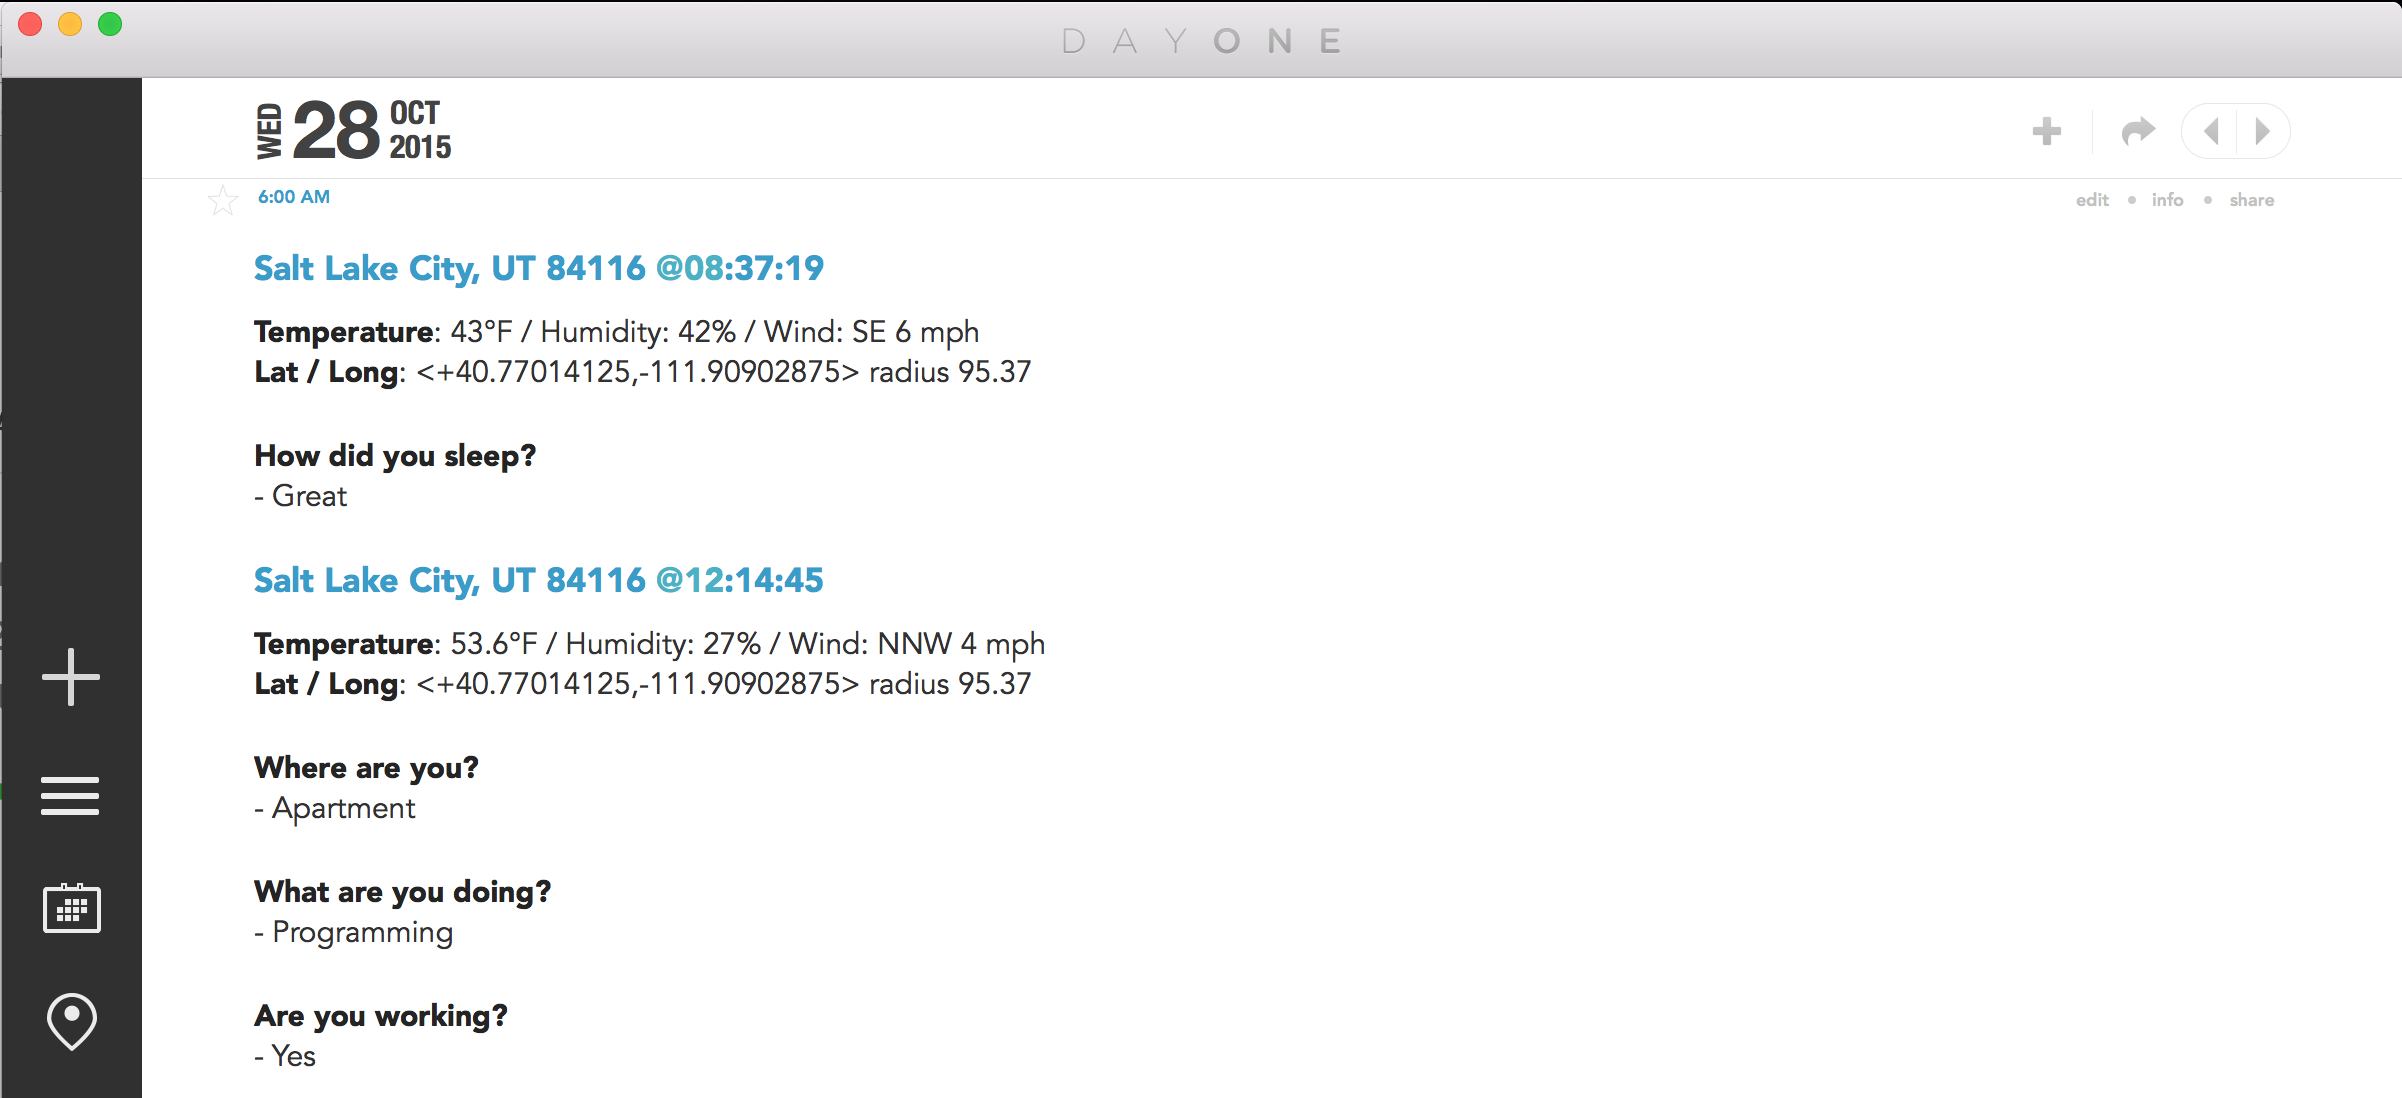 DAYONE
WED 28 OCT 2015
6:00 AM
edit • info • share
Salt Lake City, UT 84116 @08:37:19
Temperature: 43°F / Humidity: 42% / Wind: SE 6 mph
Lat / Long: <+40.77014125,-111.90902875> radius 95.37
How did you sleep?
- Great
Salt Lake City, UT 84116 @12:14:45
Temperature: 53.6°F / Humidity: 27% / Wind: NNW 4 mph
Lat / Long: <+40.77014125,-111.90902875> radius 95.37
Where are you?
- Apartment
What are you doing?
- Programming
Are you working?
- Yes